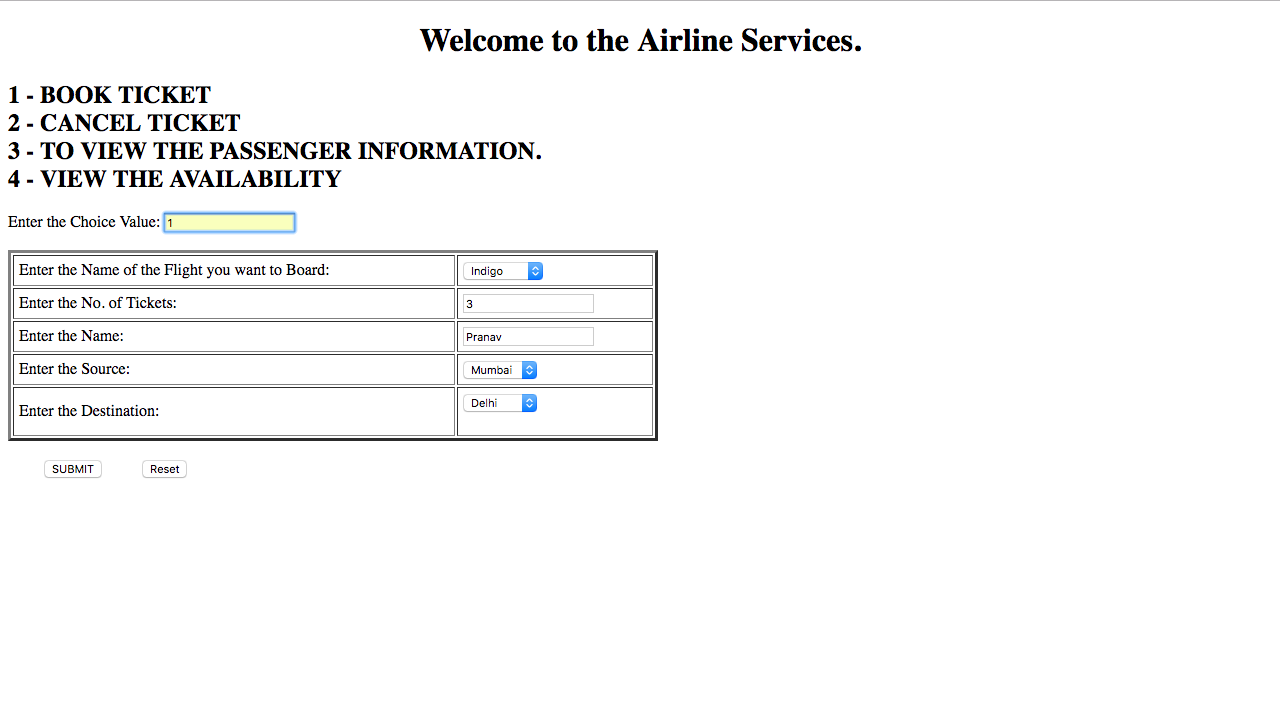 Welcome to the Airline Services.
1 - BOOK TICKET
2 - CANCEL TICKET
3 - TO VIEW THE PASSENGER INFORMATION.
4 - VIEW THE AVAILABILITY
Enter the Choice Value: 1
Enter the Name of the Flight you want to Board: Indigo
Enter the No. of Tickets: 3
Enter the Name: Pranav
Enter the Source: Mumbai
Enter the Destination: Delhi
SUBMIT Reset